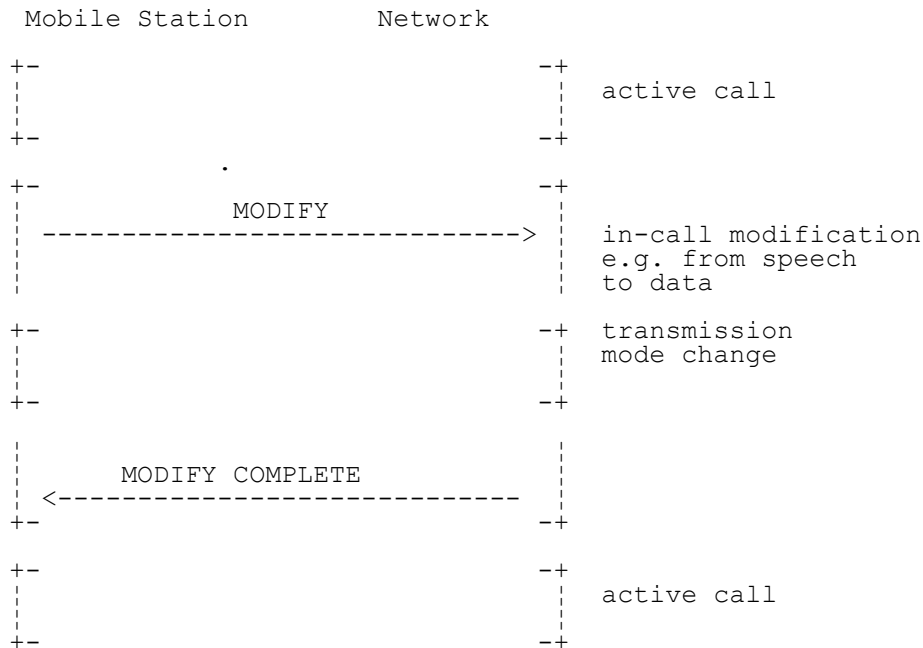 Mobile Station Network
+- -+
¦ ¦ active call
¦ ¦
+- -+
.
+- -+
¦ MODIFY ¦
¦ ------------------------------> ¦ in-call modification
¦ ¦ e.g. from speech
¦ ¦ to data
+- -+ transmission
¦ ¦ mode change
¦ ¦
+- -+
¦ ¦
¦ MODIFY COMPLETE ¦
¦ <----------------------------- ¦
+- -+
+- -+
¦ ¦ active call
¦ ¦
+- -+